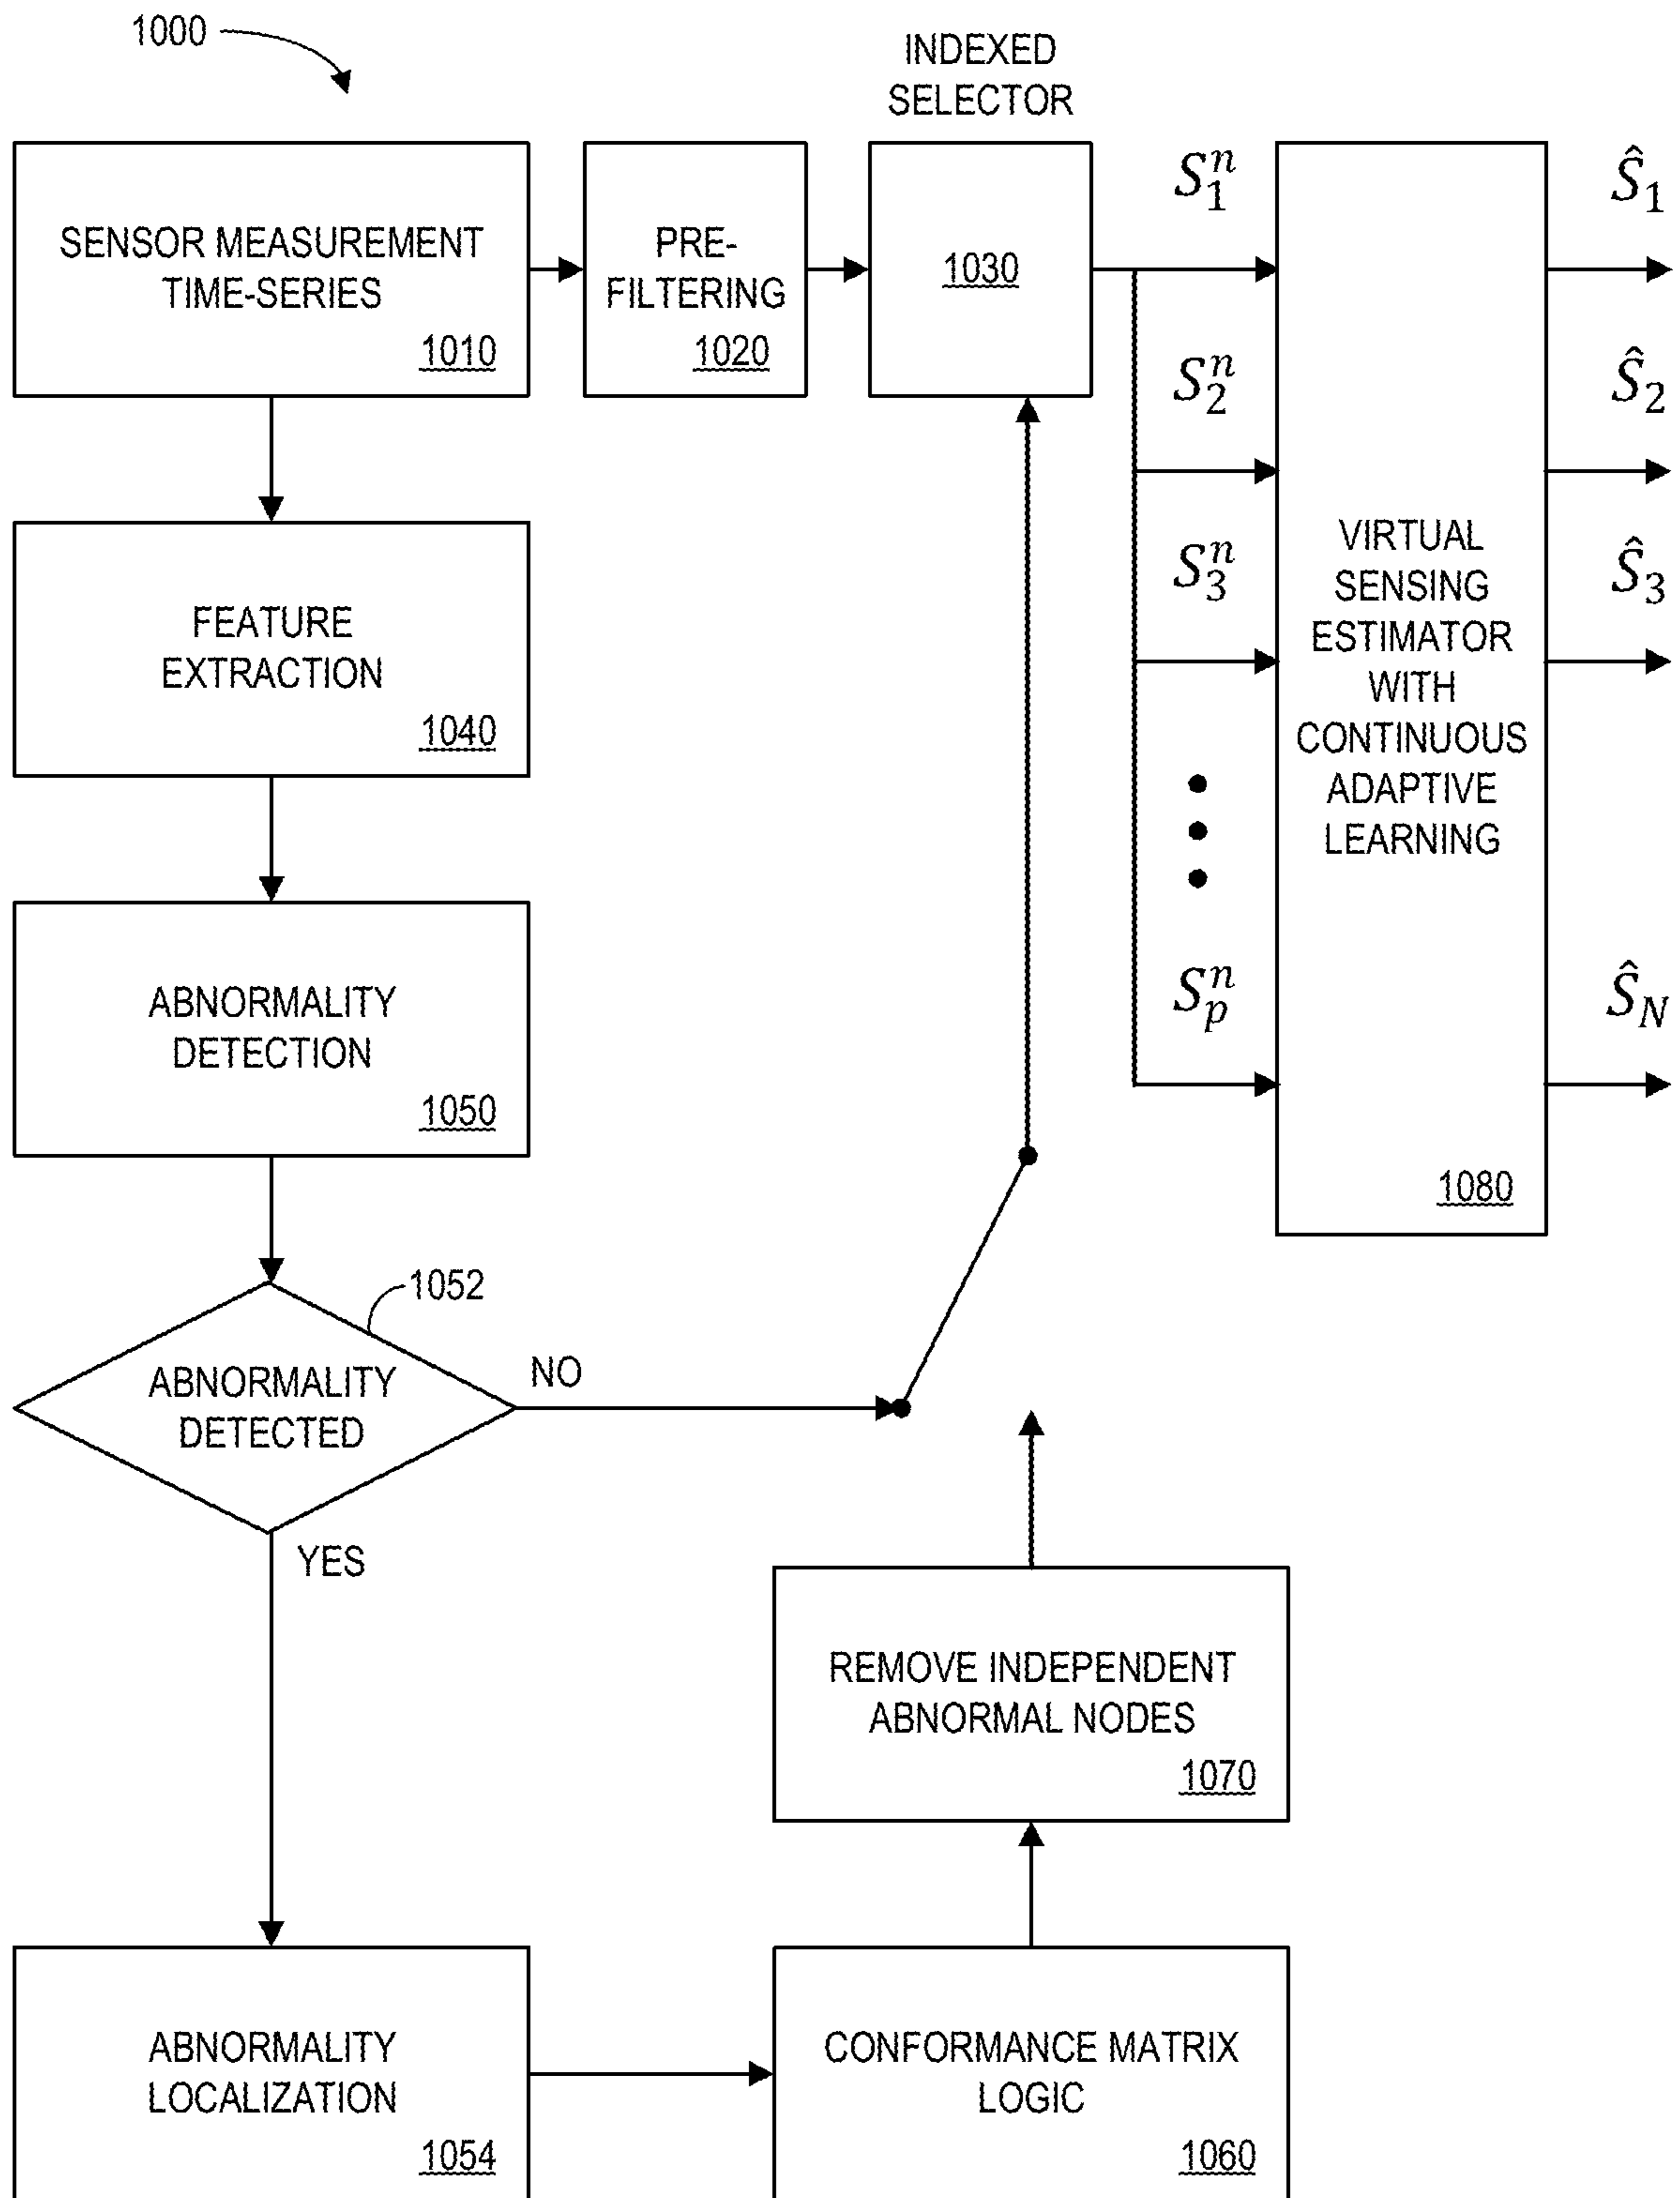 1000
INDEXED
SELECTOR
SENSOR MEASUREMENT
TIME-SERIES
1010
PRE-
FILTERING
1020
1030
S₁ⁿ
S₂ⁿ
S₃ⁿ
Sₚⁿ
VIRTUAL
SENSING
ESTIMATOR
WITH
CONTINUOUS
ADAPTIVE
LEARNING
1080
Ŝ₁
Ŝ₂
Ŝ₃
Ŝ_N
FEATURE
EXTRACTION
1040
ABNORMALITY
DETECTION
1050
1052
ABNORMALITY
DETECTED
NO
YES
REMOVE INDEPENDENT
ABNORMAL NODES
1070
ABNORMALITY
LOCALIZATION
1054
CONFORMANCE MATRIX
LOGIC
1060